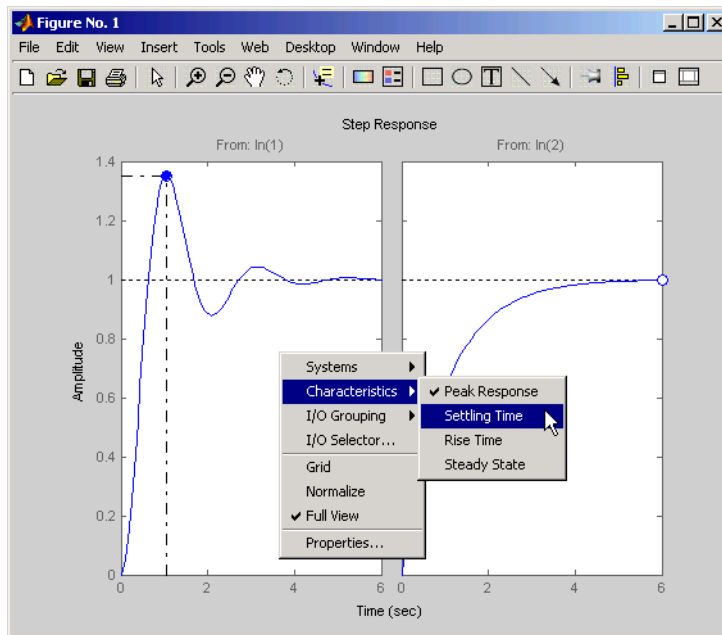 Figure No. 1
File Edit View Insert Tools Web Desktop Window Help
T
Step Response
From: In(1) From: In(2)
1.4
1.2
1
0.8
0.6
0.4
0.2
0
Amplitude
0 2 4 6
0 2 4 6
Time (sec)
Systems
Characteristics
I/O Grouping
I/O Selector...
Grid
Normalize
Full View
Properties...
Peak Response
Settling Time
Rise Time
Steady State